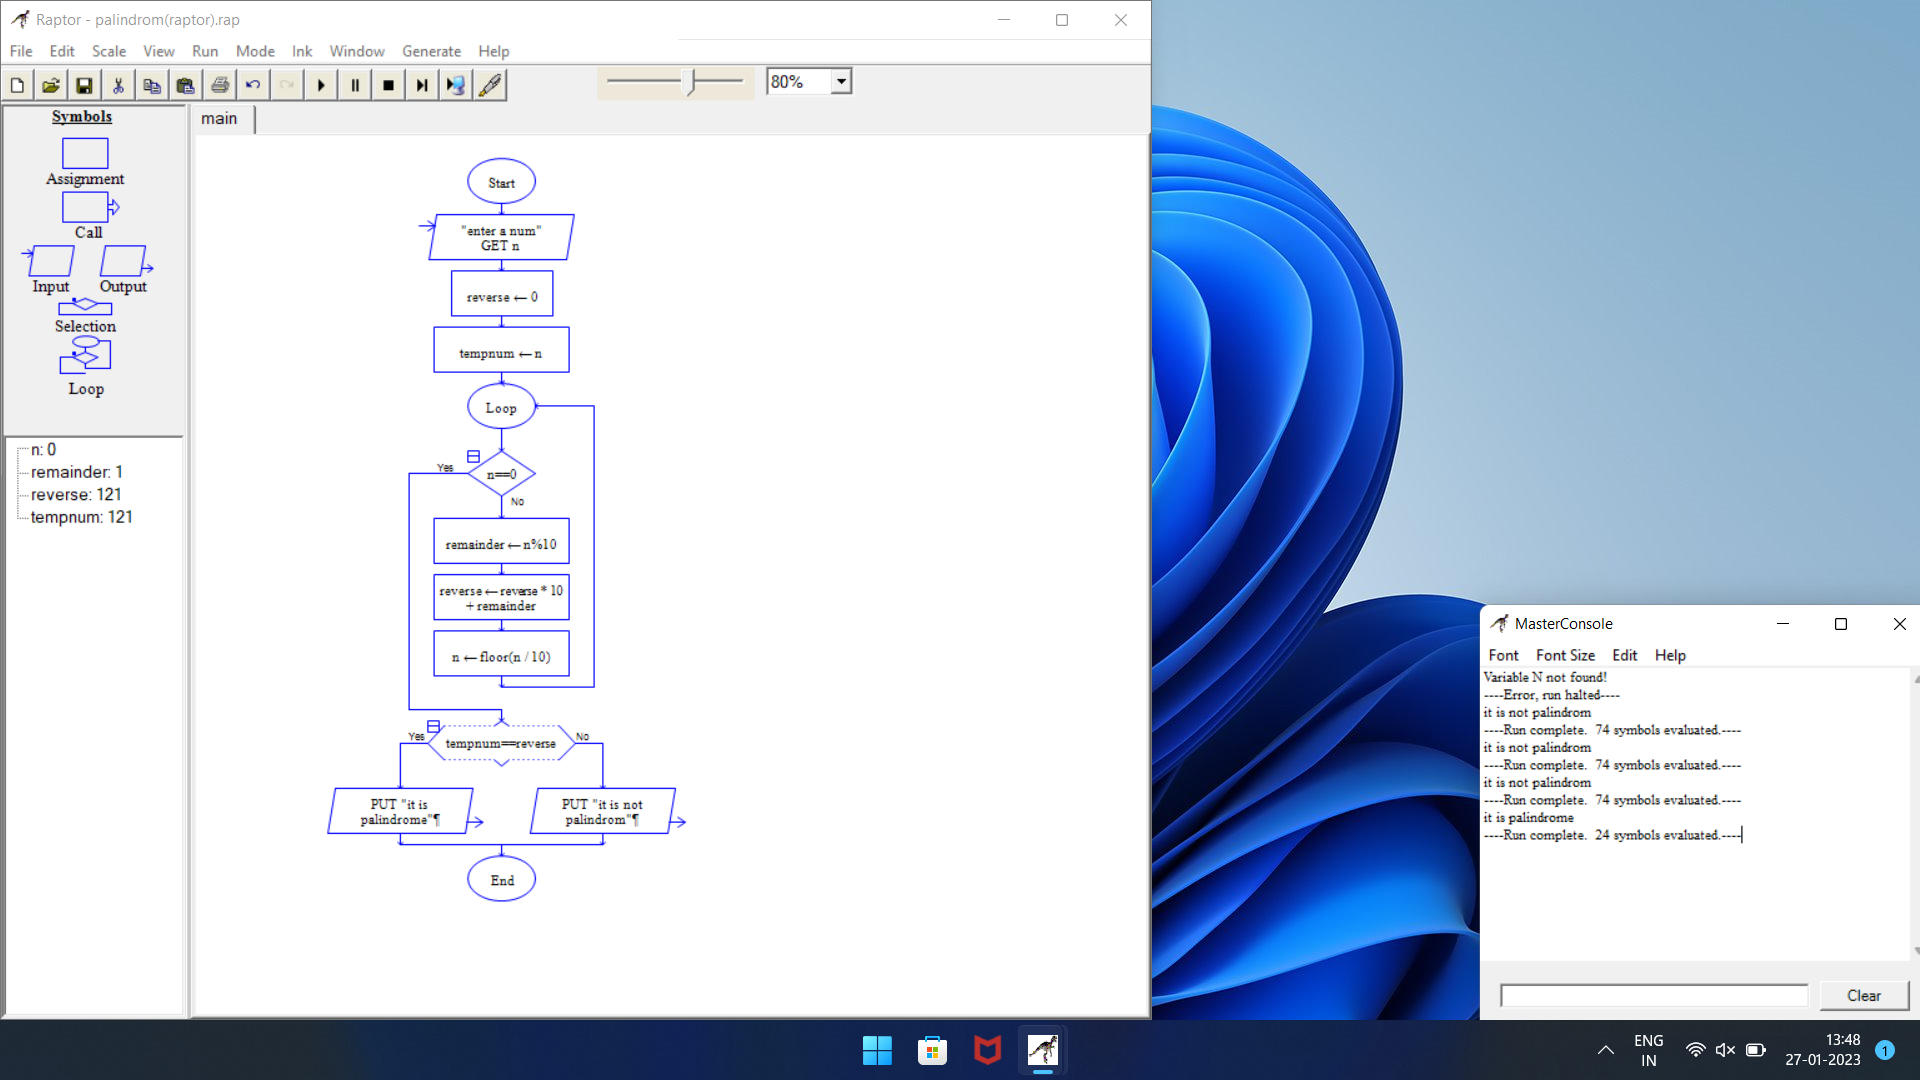 Raptor - palindrom(raptor).rap
File Edit Scale View Run Mode Ink Window Generate Help
80%
Symbols
Assignment
Call
Input Output
Selection
Loop
n: 0
remainder: 1
reverse: 121
tempnum: 121
main
Start
"enter a num"
GET n
reverse ← 0
tempnum ← n
Loop
Yes
n==0
No
remainder ← n%10
reverse ← reverse * 10
+ remainder
n ← floor(n / 10)
Yes
tempnum==reverse
No
PUT "it is
palindrome"¶
PUT "it is not
palindrom"¶
End
MasterConsole
Font Font Size Edit Help
Variable N not found!
----Error, run halted----
it is not palindrom
----Run complete. 74 symbols evaluated.----
it is not palindrom
----Run complete. 74 symbols evaluated.----
it is not palindrom
----Run complete. 74 symbols evaluated.----
it is palindrome
----Run complete. 24 symbols evaluated.----
Clear
ENG
IN
13:48
27-01-2023
1